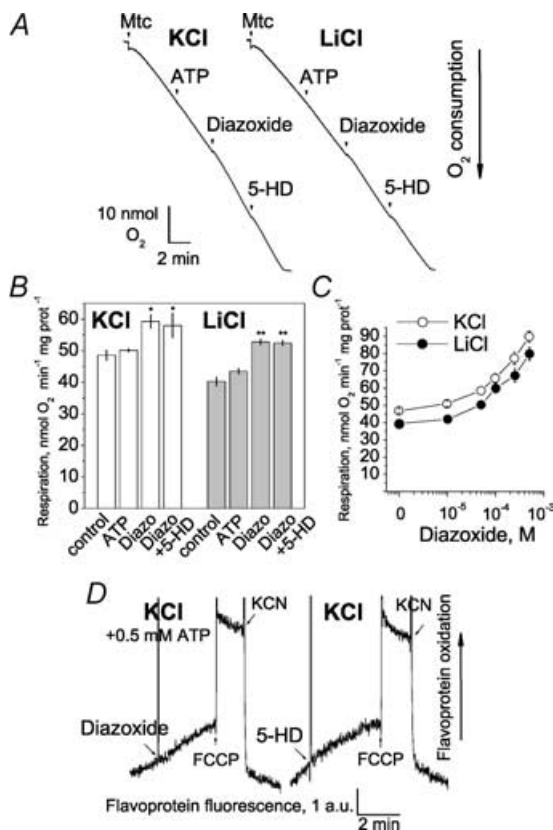 A
Mtc KCl
ATP
Diazoxide
5-HD
10 nmol
O₂
2 min
Mtc LiCl
ATP
Diazoxide
5-HD
O₂ consumption
B
KCl
LiCl
Respiration, nmol O₂ min⁻¹ mg prot⁻¹
60
50
40
30
20
10
0
* *
** **
control
ATP
Diazo
Diazo
+5-HD
control
ATP
Diazo
Diazo
+5-HD
C
KCl
LiCl
Respiration, nmol O₂ min⁻¹ mg prot⁻¹
90
80
70
60
50
40
30
20
10
0 10⁻⁵ 10⁻⁴ 10⁻³
Diazoxide, M
D
KCl
+0.5 mM ATP
KCN
Diazoxide
FCCP
KCl
KCN
5-HD
FCCP
Flavoprotein oxidation
Flavoprotein fluorescence, 1 a.u.
2 min